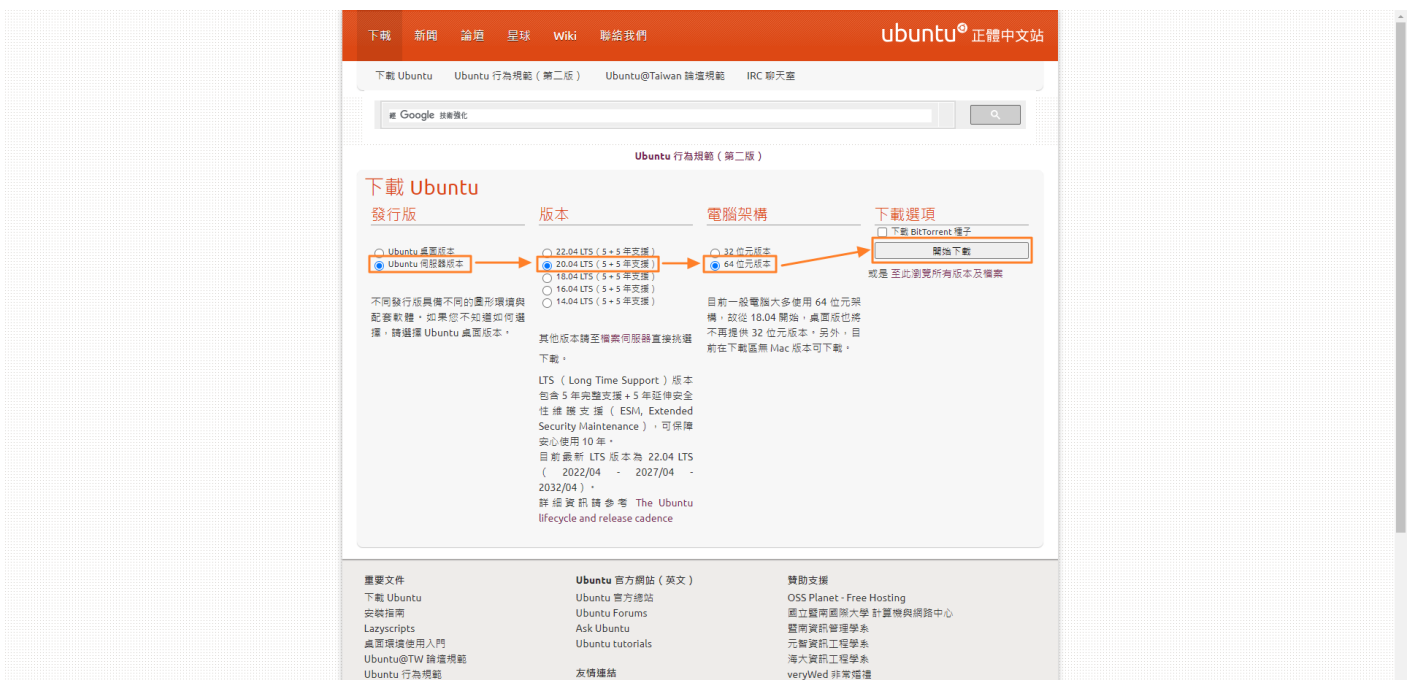 下載 新聞 論壇 星球 Wiki 聯絡我們
ubuntu® 正體中文站
下載 Ubuntu Ubuntu 行為規範（第二版） Ubuntu@Taiwan 論壇規範 IRC 聊天室
經 Google 技術強化
Ubuntu 行為規範（第二版）
下載 Ubuntu
發行版
Ubuntu 桌面版本
Ubuntu 伺服器版本
不同發行版具備不同的圖形環境與
配套軟體。如果您不知道如何選
擇，請選擇 Ubuntu 桌面版本。
版本
22.04 LTS（5 + 5 年支援）
20.04 LTS（5 + 5 年支援）
18.04 LTS（5 + 5 年支援）
16.04 LTS（5 + 5 年支援）
14.04 LTS（5 + 5 年支援）
其他版本請至檔案伺服器直接挑選
下載。
LTS （ Long Time Support ）版本
包含 5 年完整支援 + 5 年延伸安全
性維護支援（ ESM, Extended
Security Maintenance ），可保障
安心使用 10 年。
目前最新 LTS 版本為 22.04 LTS
（ 2022/04 - 2027/04 -
2032/04 ）。
詳細資訊請參考 The Ubuntu
lifecycle and release cadence
電腦架構
32 位元版本
64 位元版本
目前一般電腦大多使用 64 位元架
構，故從 18.04 開始，桌面版也將
不再提供 32 位元版本。另外，目
前在下載區無 Mac 版本可下載。
下載選項
下載 BitTorrent 種子
開始下載
或是 至此瀏覽所有版本及檔案
重要文件
下載 Ubuntu
安裝指南
Lazyscripts
桌面環境使用入門
Ubuntu@TW 論壇規範
Ubuntu 行為規範
Ubuntu 官方網站（英文）
Ubuntu 官方總站
Ubuntu Forums
Ask Ubuntu
Ubuntu tutorials
友情連結
贊助支援
OSS Planet - Free Hosting
國立暨南國際大學 計算機與網路中心
暨南資訊管理學系
元智資訊工程學系
海大資訊工程學系
veryWed 非常婚禮